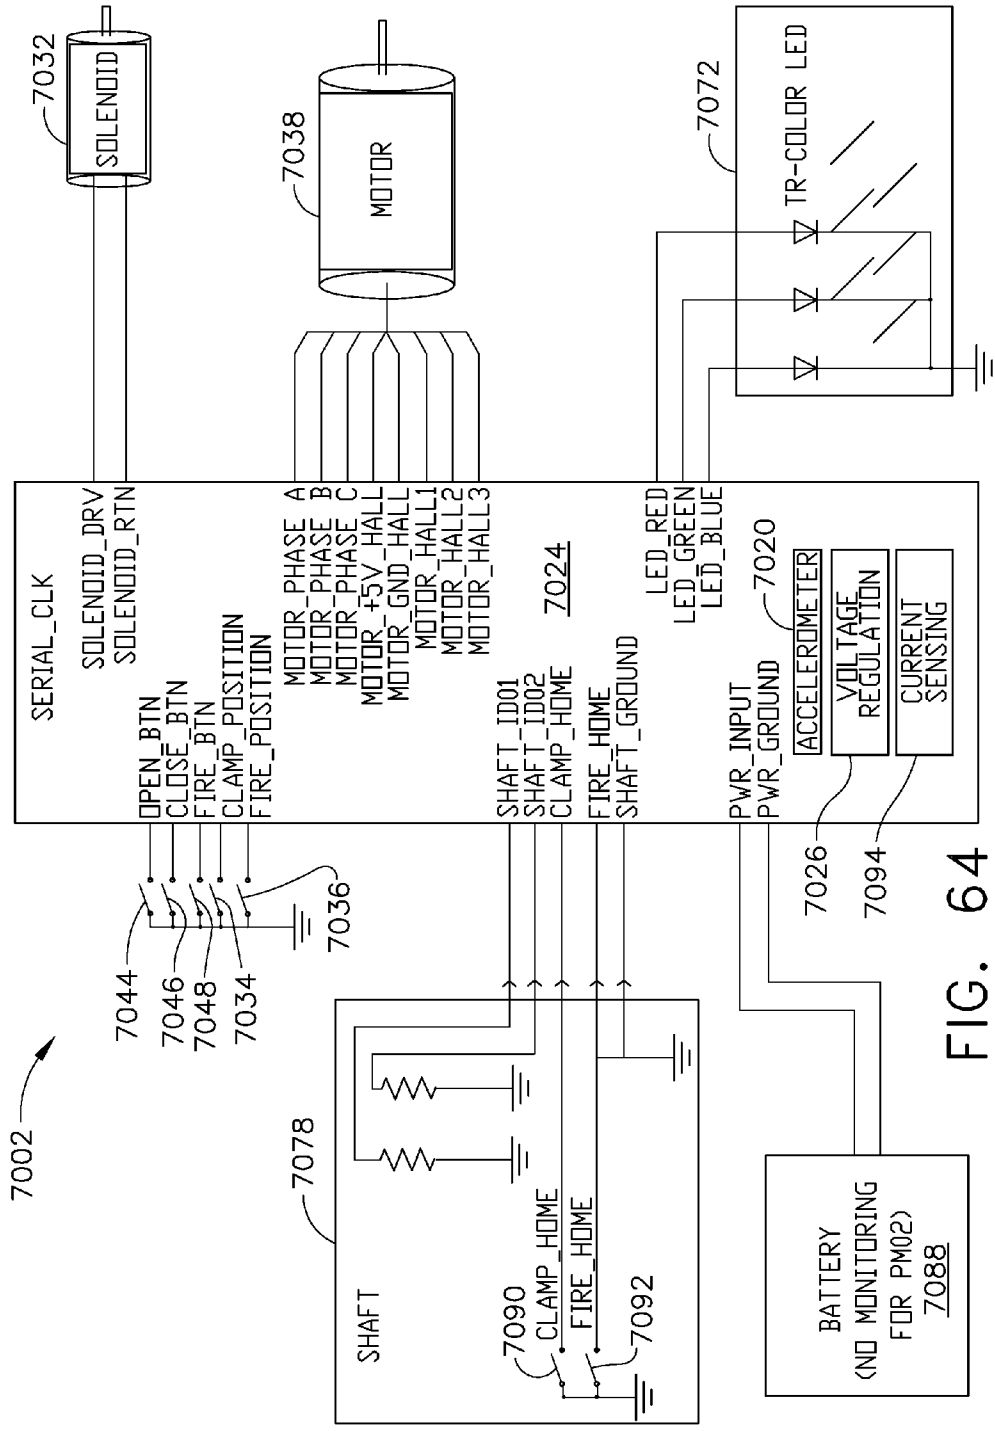 7002
7044
7046
7048
7034
7036
OPEN_BTN
CLOSE_BTN
FIRE_BTN
CLAMP_POSITION
FIRE_POSITION
SERIAL_CLK
SOLENOID_DRV
SOLENOID_RTN
7032
SOLENOID
MOTOR_PHASE A
MOTOR_PHASE B
MOTOR_PHASE C
MOTOR_+5V_HALL
MOTOR_GND_HALL
MOTOR_HALL1
MOTOR_HALL2
MOTOR_HALL3
7038
MOTOR
7024
7078
SHAFT
CLAMP_HOME
FIRE_HOME
7090
7092
SHAFT_ID01
SHAFT_ID02
CLAMP_HOME
FIRE_HOME
SHAFT_GROUND
LED_RED
LED_GREEN
LED_BLUE
7072
TR-COLOR LED
PWR_INPUT
PWR_GROUND
7020
ACCELEROMETER
VOLTAGE
REGULATION
CURRENT
SENSING
7026
7094
BATTERY
(NO MONITORING
FOR PM02)
7088
FIG. 64